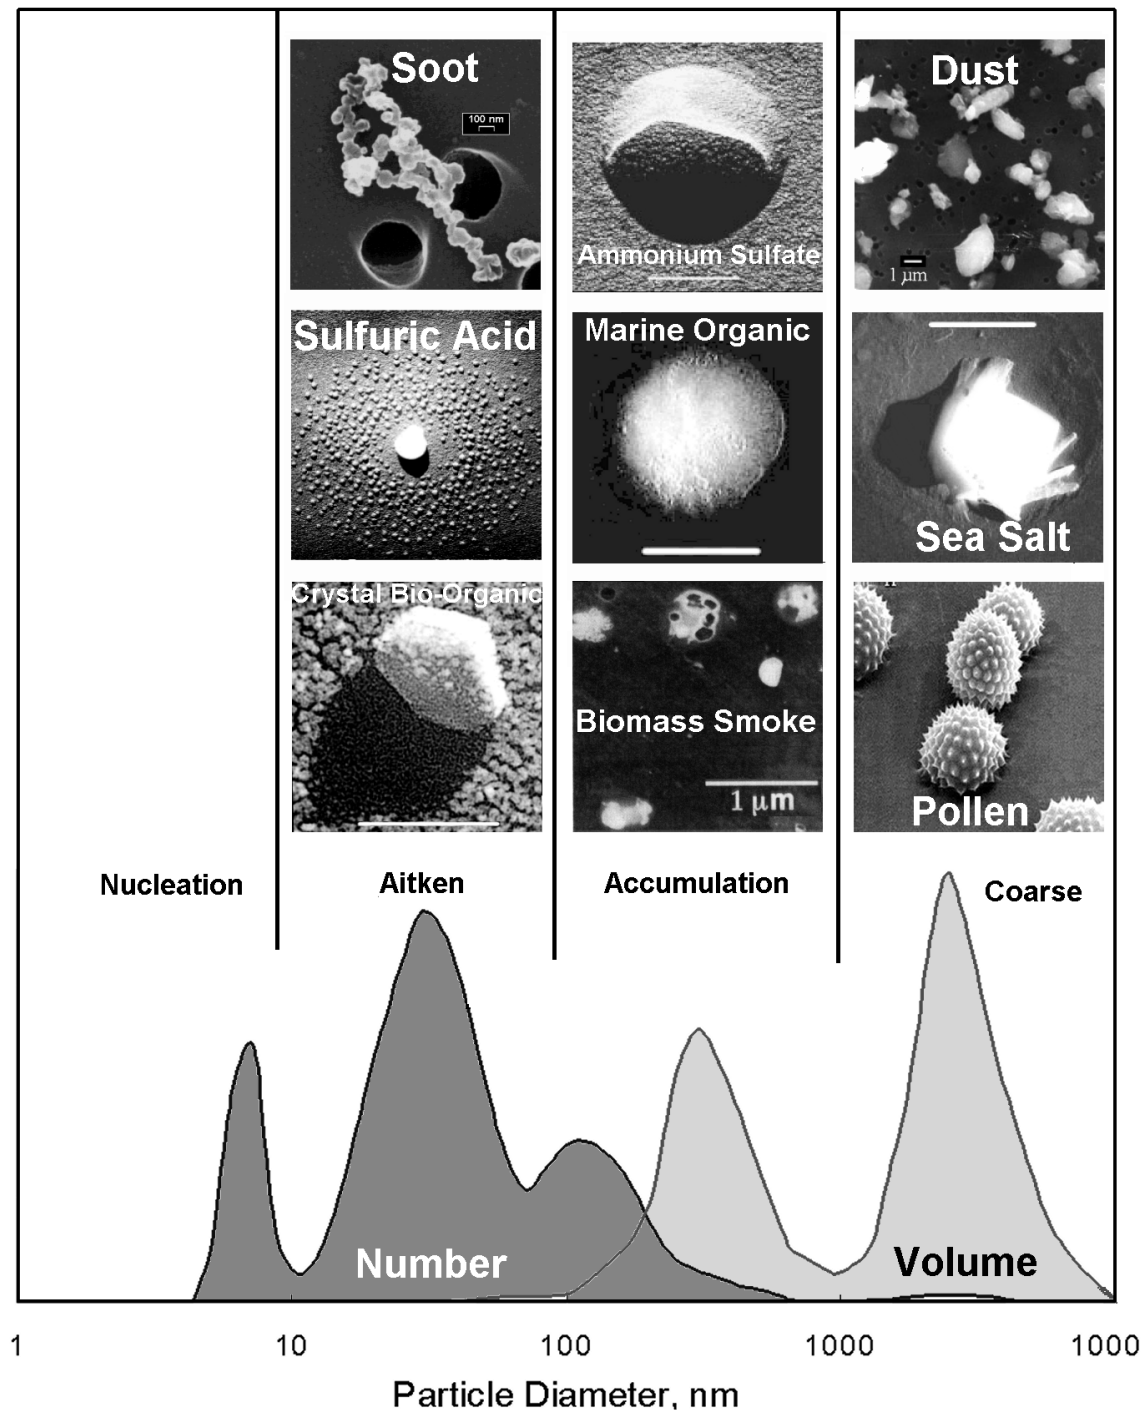 Soot
100 nm
Ammonium Sulfate
Dust
1 µm
Sulfuric Acid
Marine Organic
Sea Salt
Crystal Bio-Organic
Biomass Smoke
1 µm
Pollen
Nucleation
Aitken
Accumulation
Coarse
Number
Volume
1
10
100
1000
1000
Particle Diameter, nm